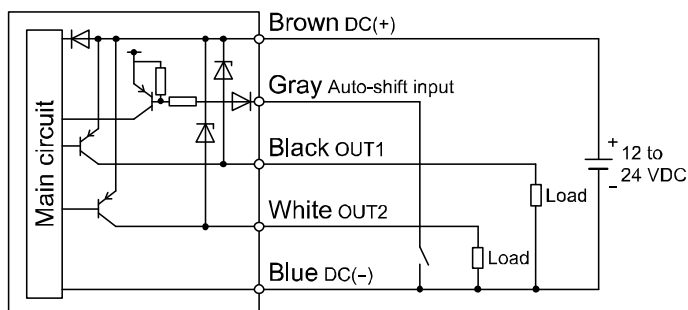 Brown DC(+)
Gray Auto-shift input
Black OUT1
White OUT2
Blue DC(−)
Main circuit
Load
Load
+
12 to
24 VDC
-